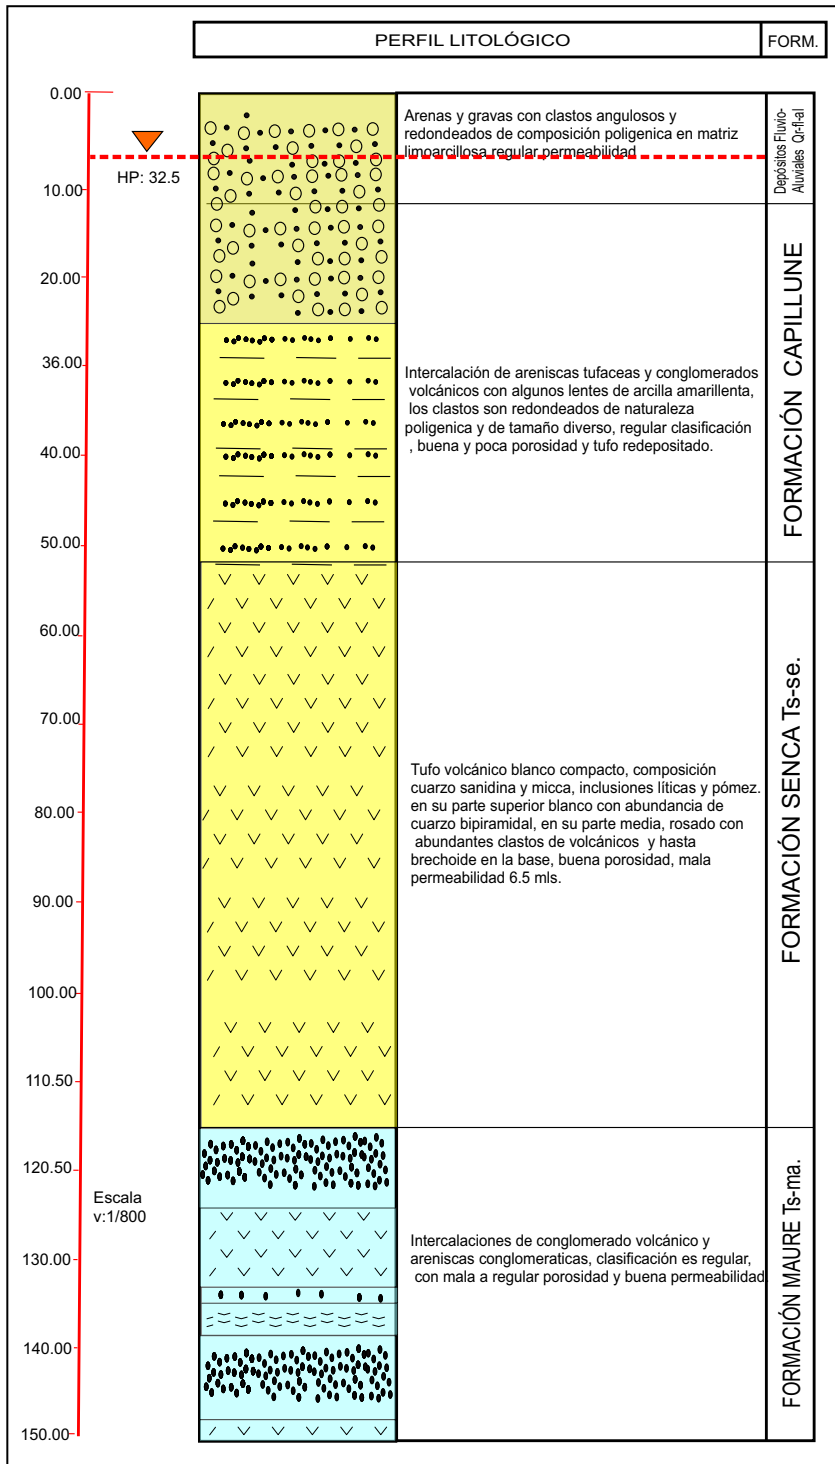 PERFIL LITOLÓGICO
FORM.
0.00
HP: 32.5
10.00
20.00
36.00
40.00
50.00
60.00
70.00
80.00
90.00
100.00
110.50
120.50
Escala
v:1/800
130.00
140.00
150.00
Arenas y gravas con clastos angulosos y
redondeados de composición poligenica en matriz
limoarcillosa regular permeabilidad
Depósitos Fluvio-
Aluviales Qr-fl-al
Intercalación de areniscas tufaceas y conglomerados
volcánicos con algunos lentes de arcilla amarillenta,
los clastos son redondeados de naturaleza
poligenica y de tamaño diverso, regular clasificación
, buena y poca porosidad y tufo redepositado.
FORMACIÓN CAPILLUNE
Tufo volcánico blanco compacto, composición
cuarzo sanidina y micca, inclusiones líticas y pómez.
en su parte superior blanco con abundancia de
cuarzo bipiramidal, en su parte media, rosado con
abundantes clastos de volcánicos y hasta
brechoide en la base, buena porosidad, mala
permeabilidad 6.5 mls.
FORMACIÓN SENCA Ts-se.
Intercalaciones de conglomerado volcánico y
areniscas conglomeraticas, clasificación es regular,
con mala a regular porosidad y buena permeabilidad.
FORMACIÓN MAURE Ts-ma.